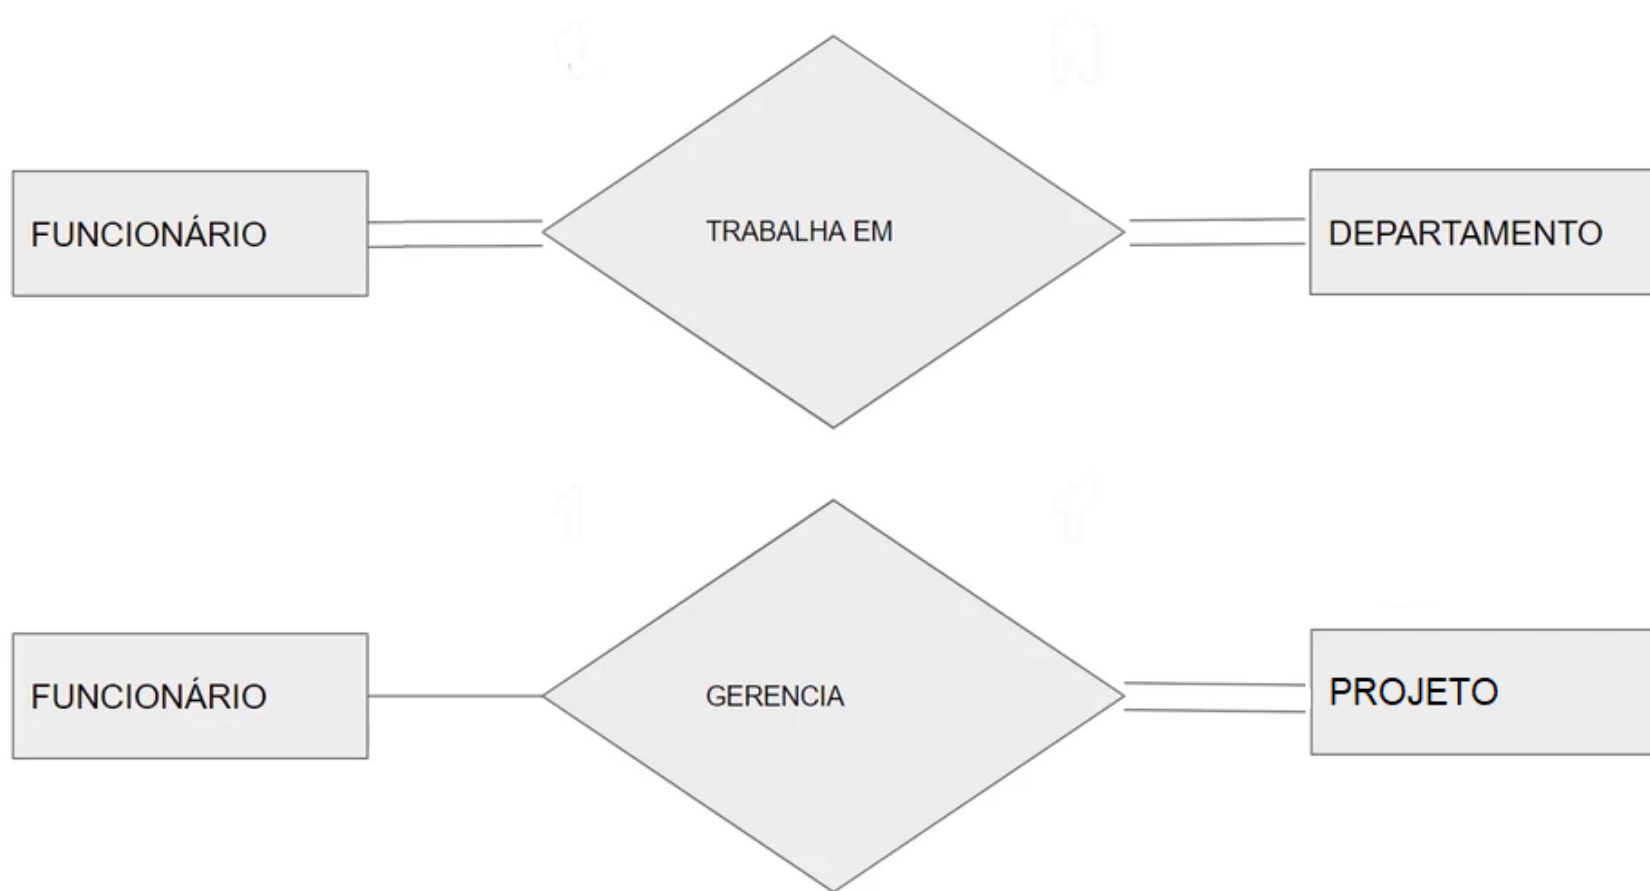 FUNCIONÁRIO
TRABALHA EM
DEPARTAMENTO
FUNCIONÁRIO
GERENCIA
PROJETO